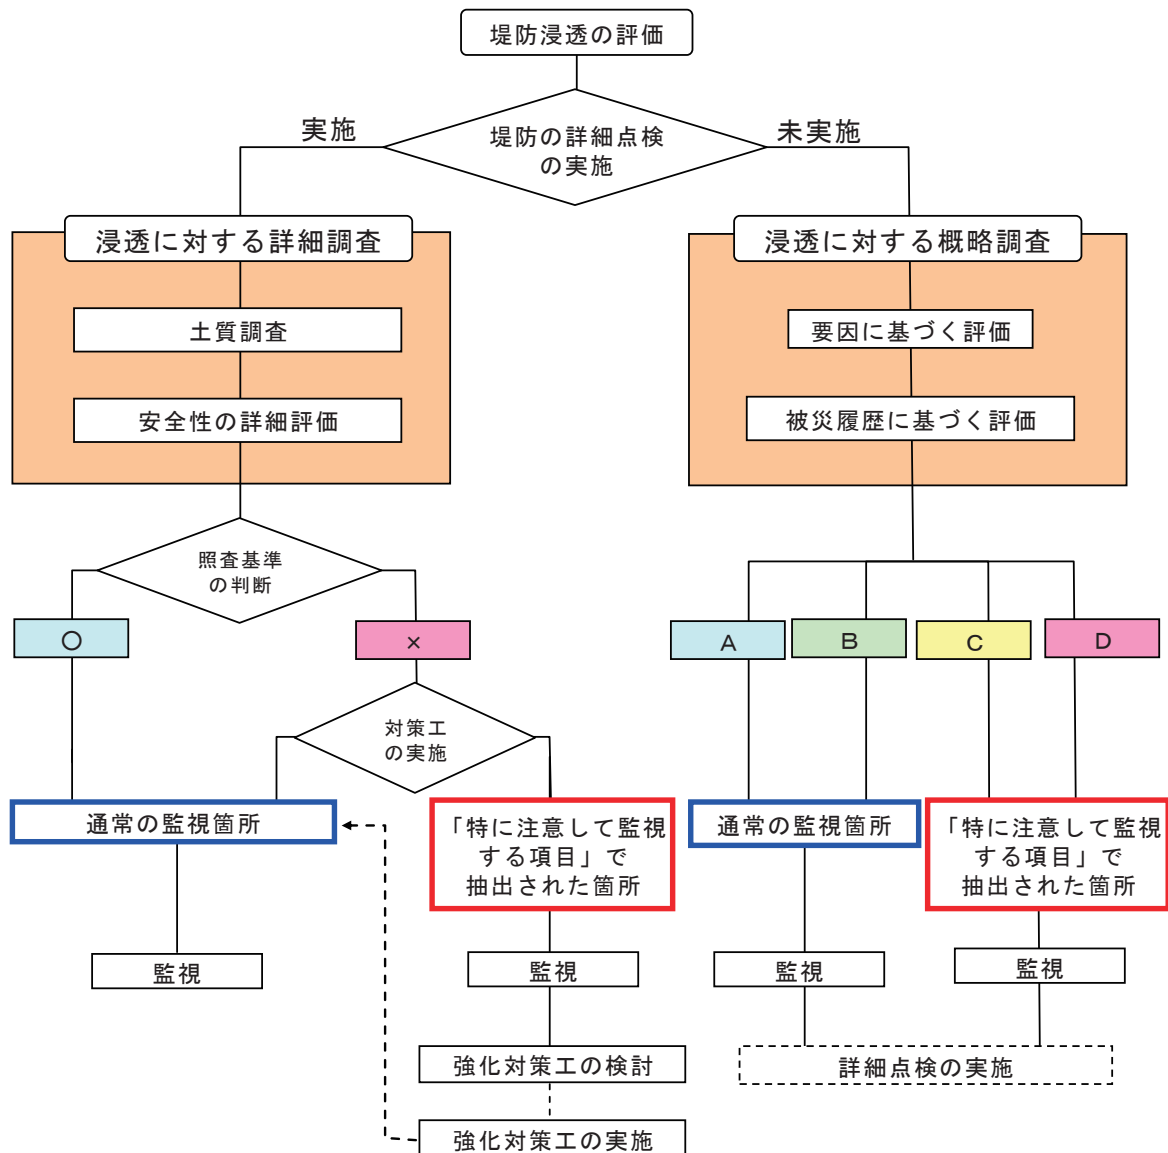 堤防浸透の評価
実施
堤防の詳細点検
の実施
未実施
浸透に対する詳細調査
土質調査
安全性の詳細評価
照査基準
の判断
〇
×
対策工
の実施
通常の監視箇所
「特に注意して監視
する項目」で
抽出された箇所
監視
監視
強化対策工の検討
強化対策工の実施
浸透に対する概略調査
要因に基づく評価
被災履歴に基づく評価
A
B
C
D
通常の監視箇所
「特に注意して監視
する項目」で
抽出された箇所
監視
監視
詳細点検の実施